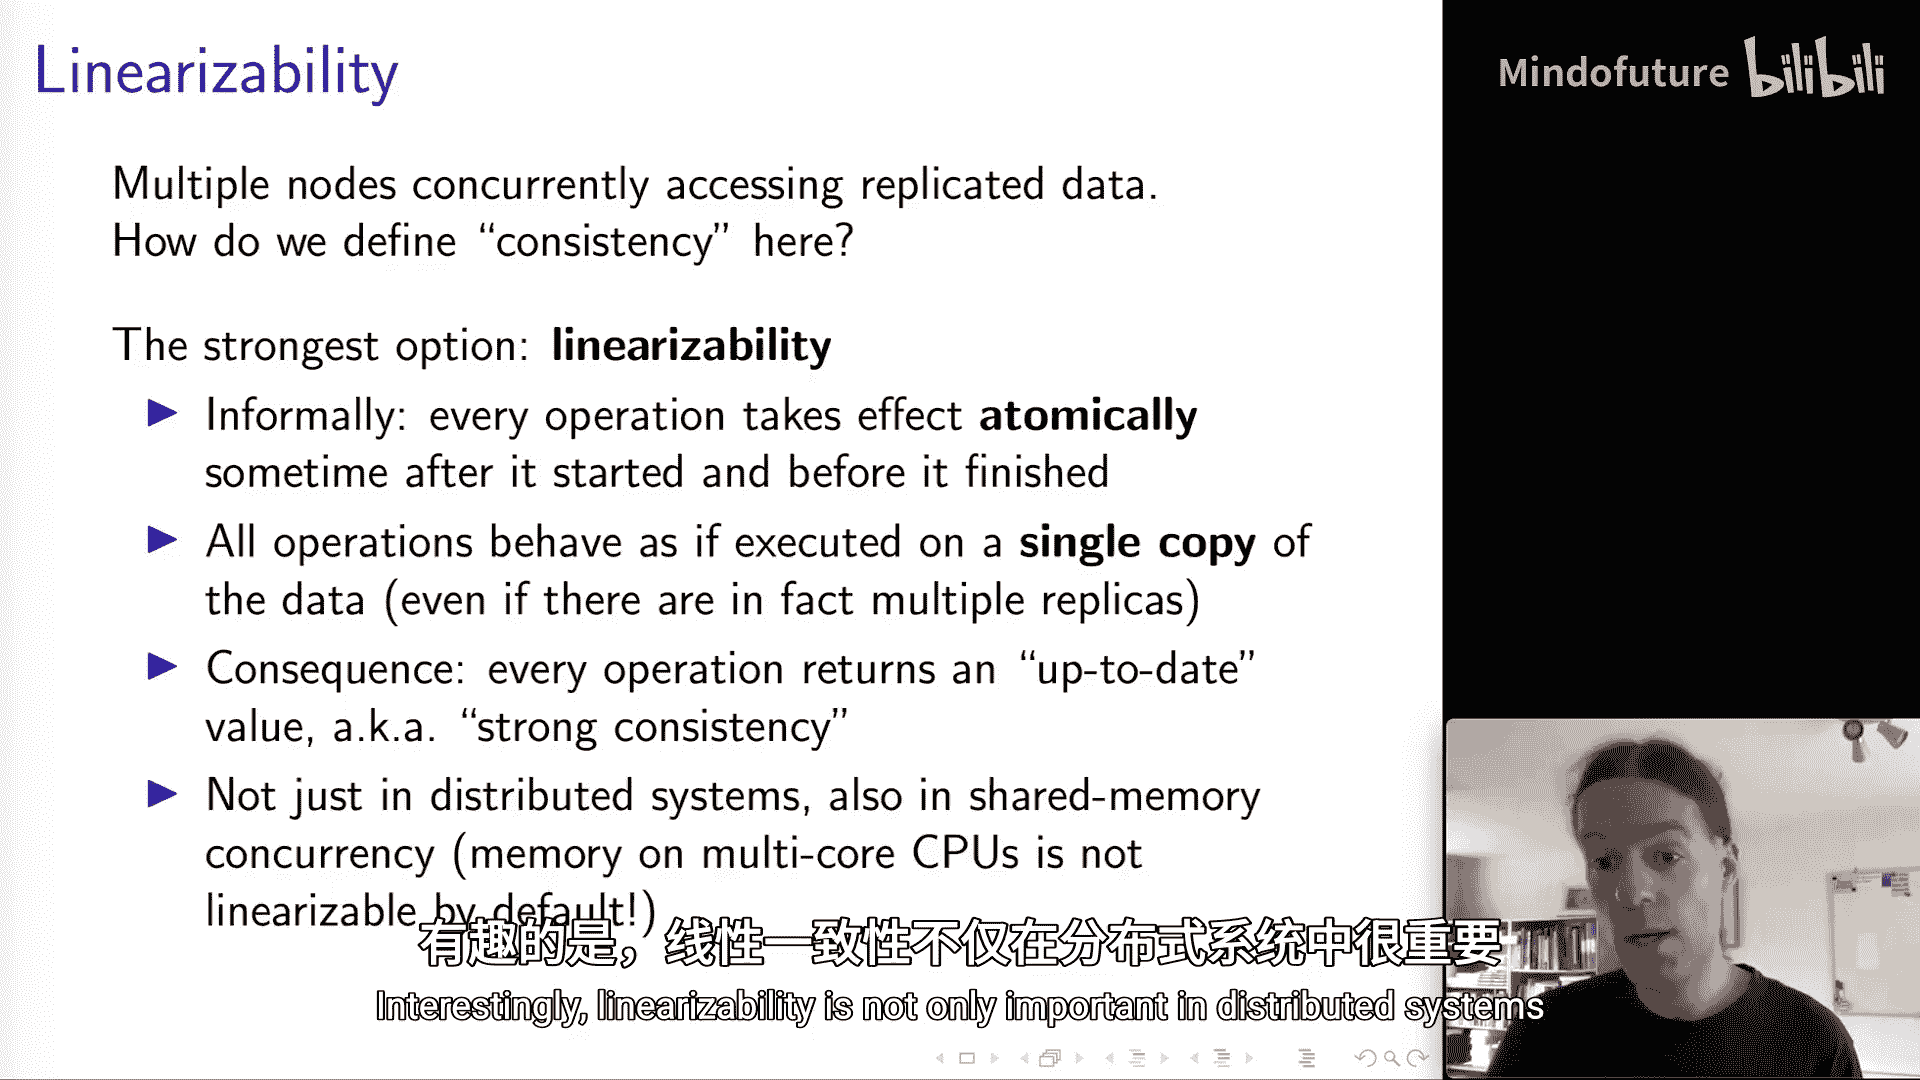 Linearizability
Mindofuture bilibili
Multiple nodes concurrently accessing replicated data.
How do we define “consistency” here?
The strongest option: linearizability
Informally: every operation takes effect atomically
sometime after it started and before it finished
All operations behave as if executed on a single copy of
the data (even if there are in fact multiple replicas)
Consequence: every operation returns an “up-to-date”
value, a.k.a. “strong consistency”
Not just in distributed systems, also in shared-memory
concurrency (memory on multi-core CPUs is not
linearizable by default!)
有趣的是，线性一致性不仅在分布式系统中很重要
Interestingly, linearizability is not only important in distributed systems